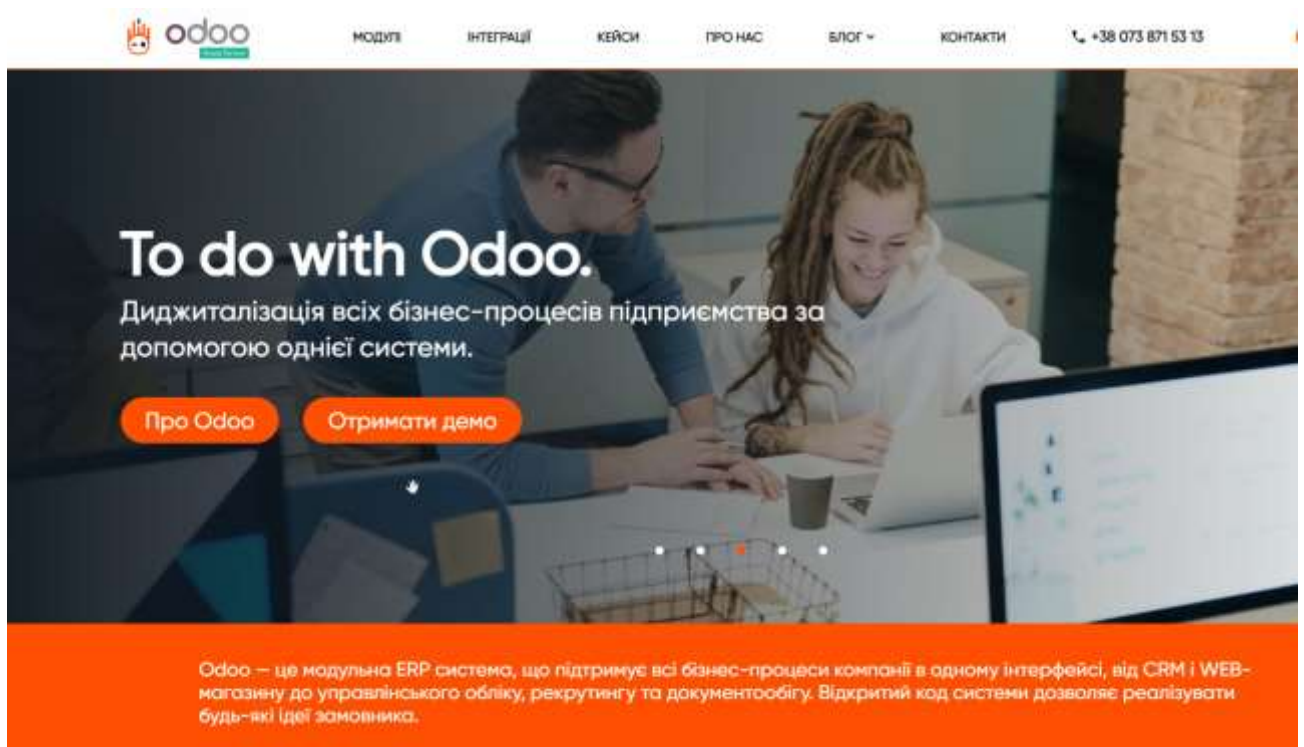 odoo
МОДУЛІ
ІНТЕГРАЦІЇ
КЕЙСИ
ПРО НАС
БЛОГ
КОНТАКТИ
+38 073 871 53 13
To do with Odoo.
Диджиталізація всіх бізнес-процесів підприємства за
допомогою однієї системи.
Про Odoo
Отримати демо
Odoo — це модульна ERP система, що підтримує всі бізнес-процеси компанії в одному інтерфейсі, від CRM і WEB-
магазину до управлінського обліку, рекрутингу та документообігу. Відкритий код системи дозволяє реалізувати
будь-які ідеї замовника.